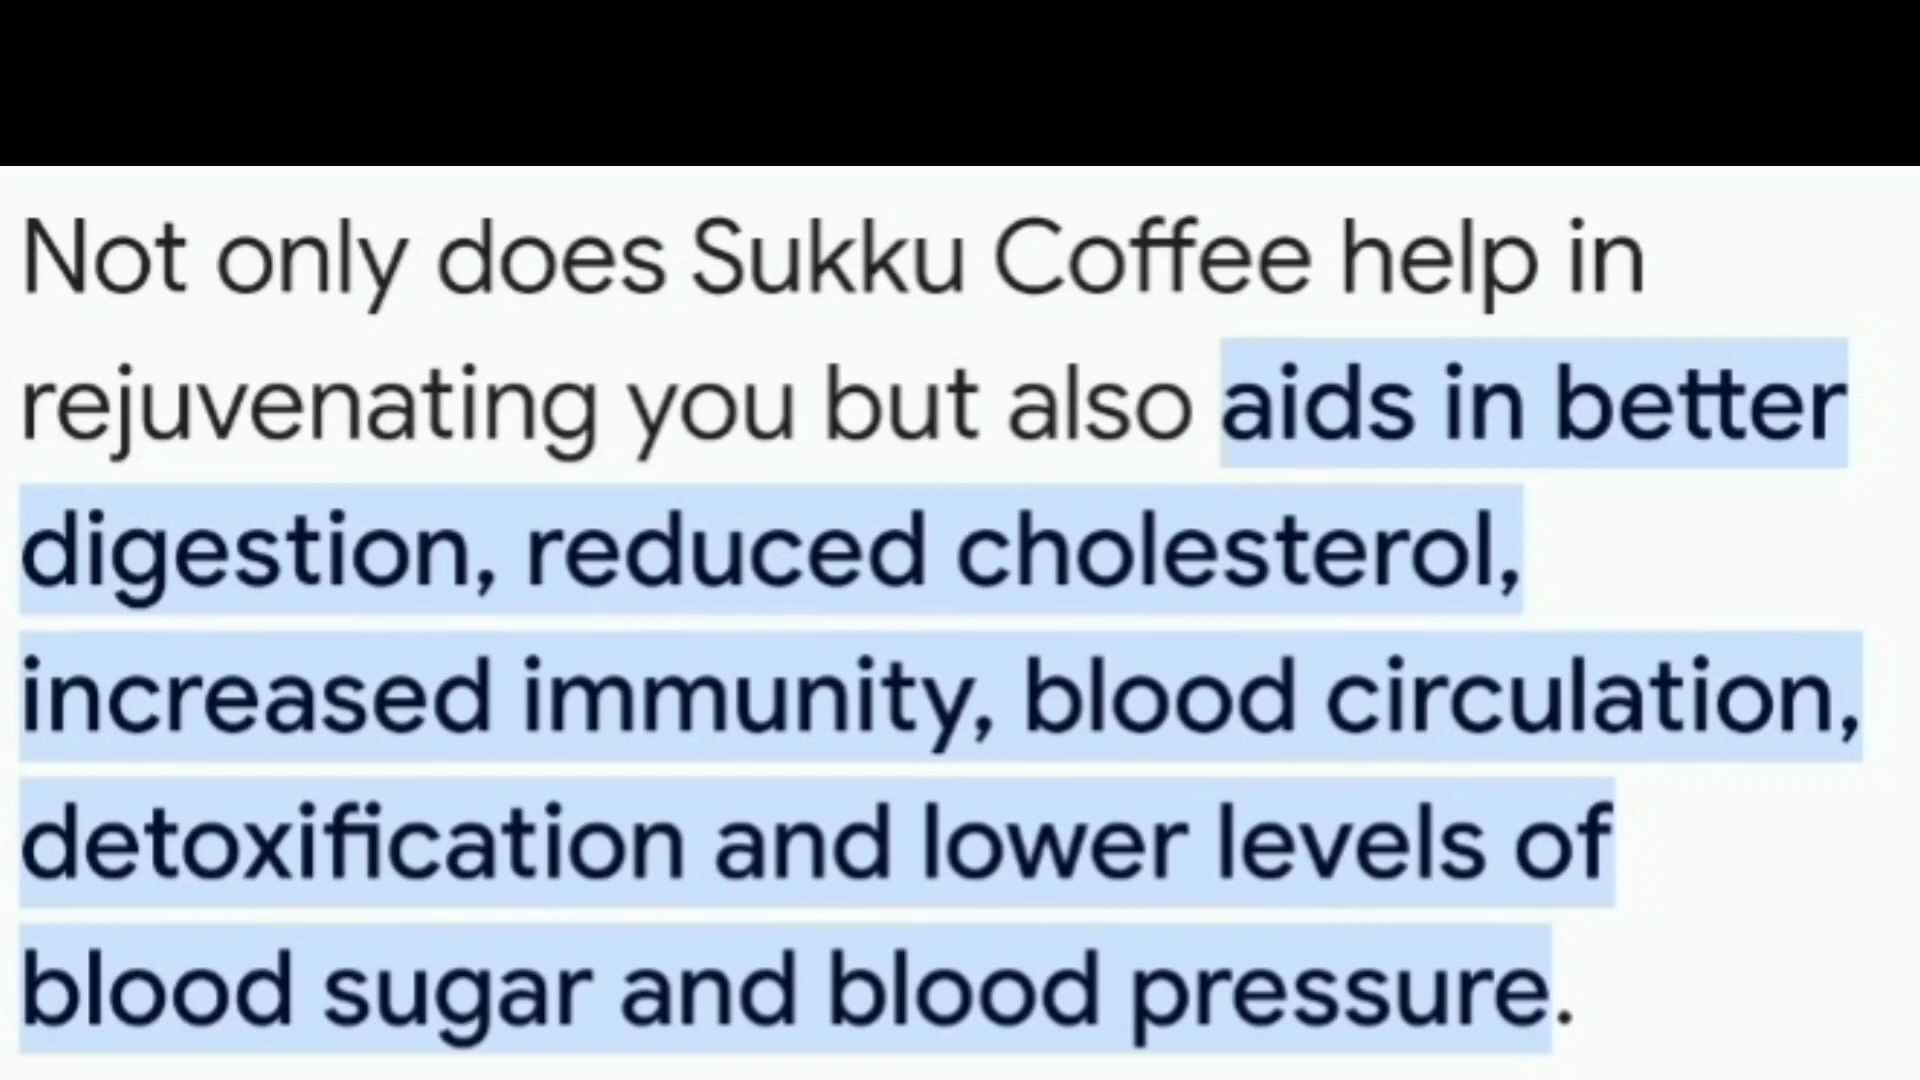 Not only does Sukku Coffee help in
rejuvenating you but also aids in better
digestion, reduced cholesterol,
increased immunity, blood circulation,
detoxification and lower levels of
blood sugar and blood pressure.